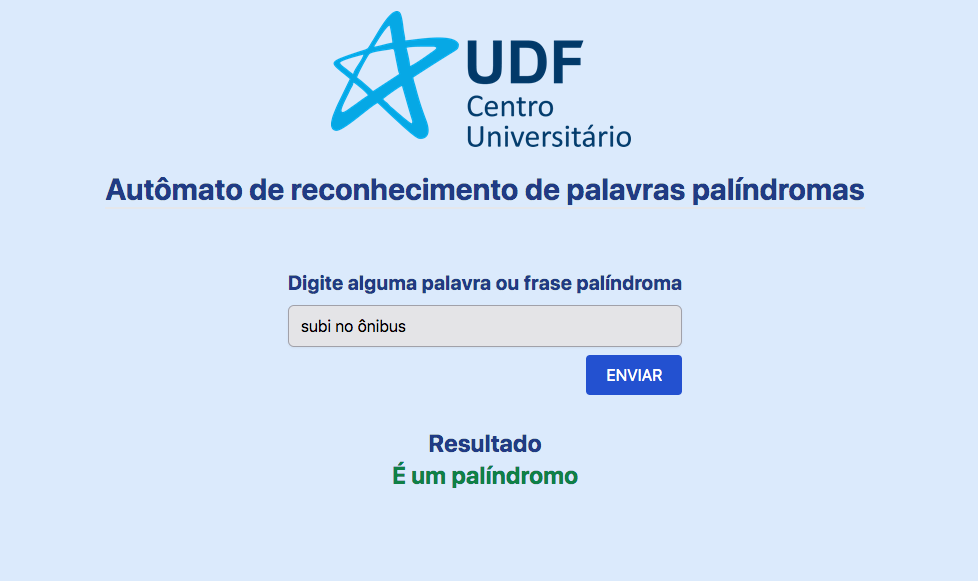 UDF
Centro
Universitário
Autômato de reconhecimento de palavras palíndromas
Digite alguma palavra ou frase palíndroma
subi no ônibus
ENVIAR
Resultado
É um palíndromo